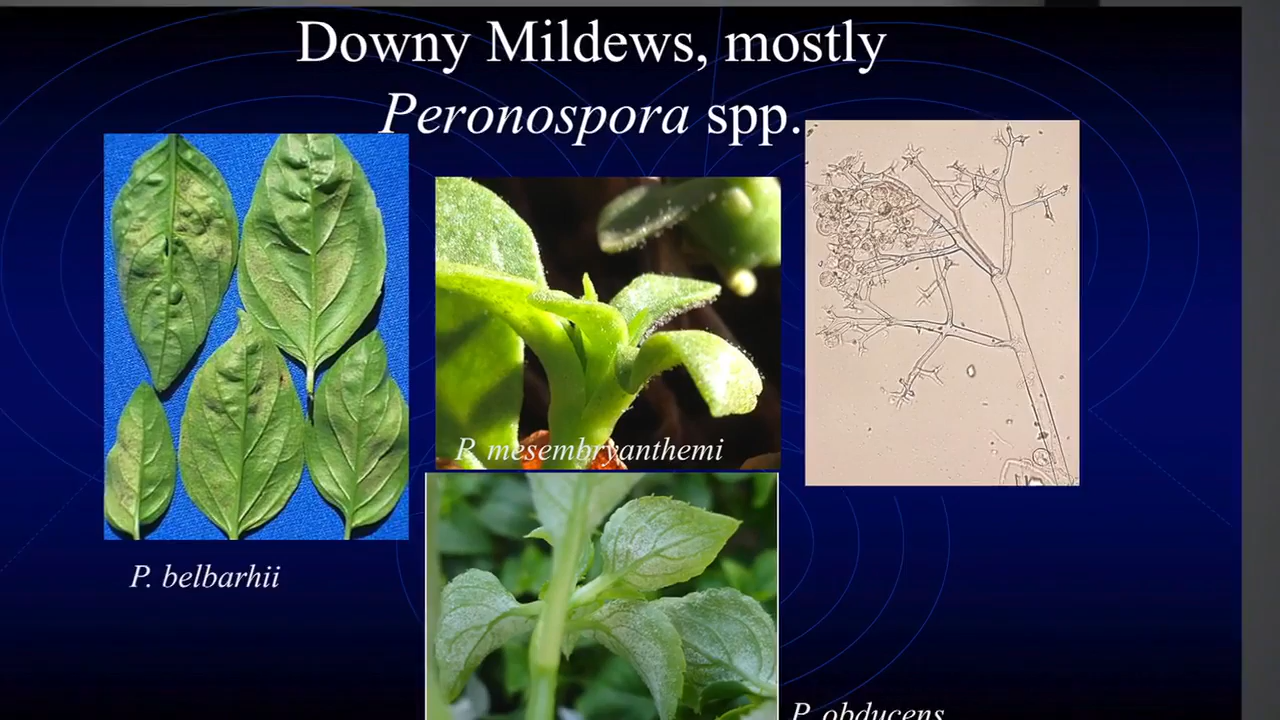 Downy Mildews, mostly
Peronospora spp.
P. mesembryanthemi
P. belbarhii
P. obducens